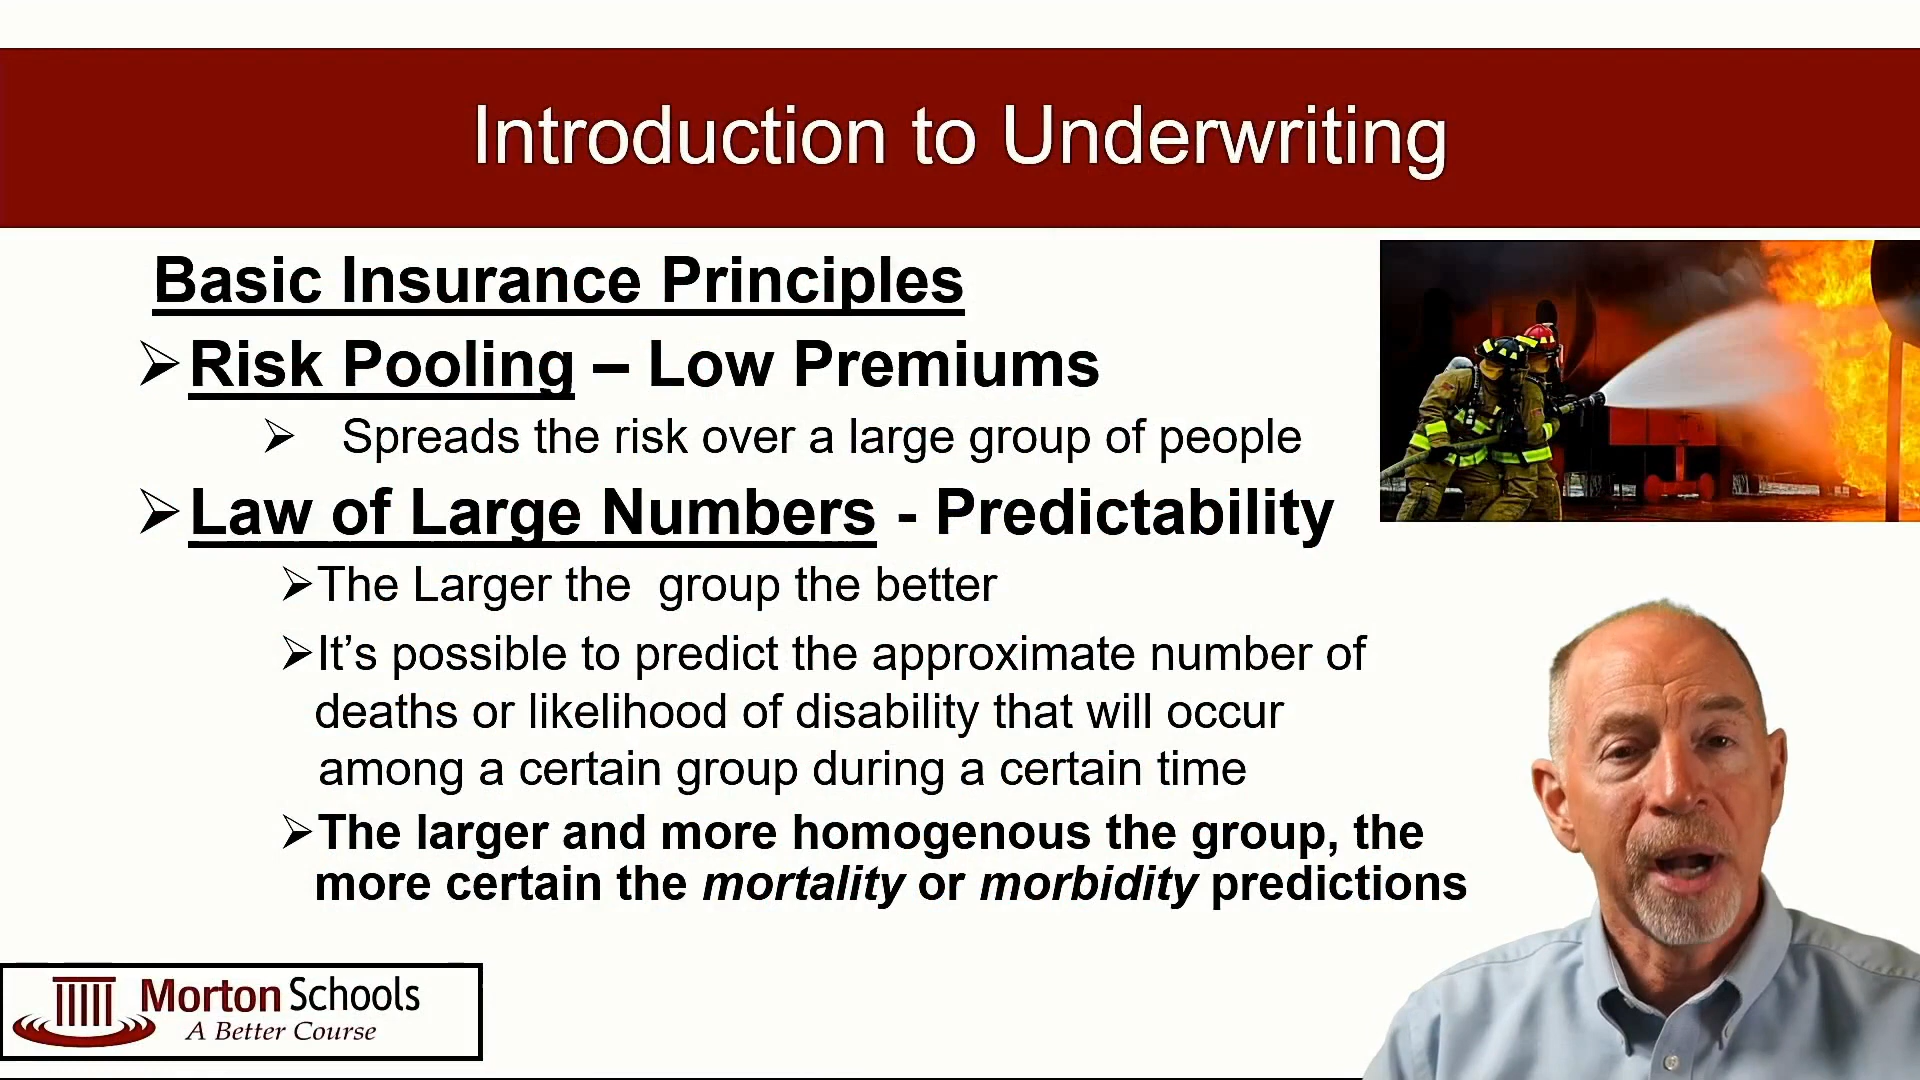 Introduction to Underwriting
Basic Insurance Principles
➢Risk Pooling – Low Premiums
➢ Spreads the risk over a large group of people
➢Law of Large Numbers - Predictability
➢The Larger the  group the better
➢It’s possible to predict the approximate number of
deaths or likelihood of disability that will occur
among a certain group during a certain time
➢The larger and more homogenous the group, the
more certain the mortality or morbidity predictions
Morton Schools
A Better Course